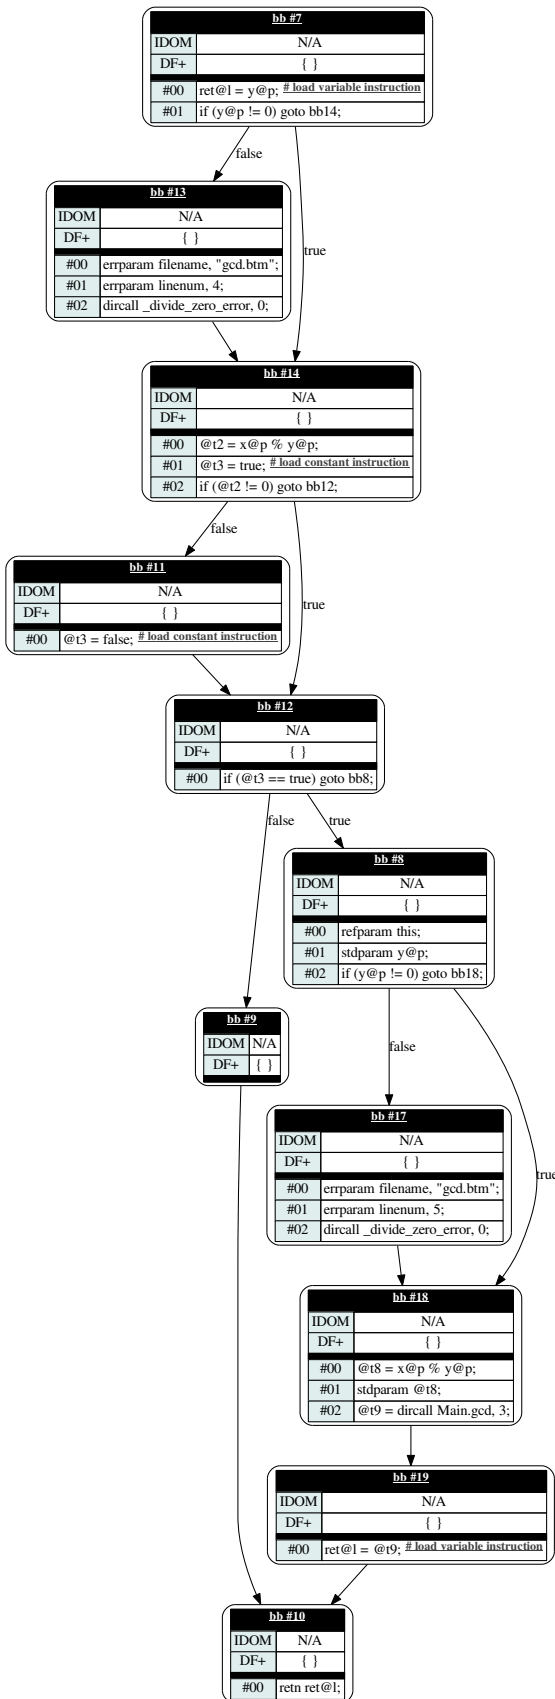 bb #7
IDOM N/A
DF+ { }
#00 ret@l = y@p; # load variable instruction
#01 if (y@p != 0) goto bb14;
false
bb #13
IDOM N/A
DF+ { }
true
#00 errparam filename, "gcd.btm";
#01 errparam linenum, 4;
#02 dircall _divide_zero_error, 0;
bb #14
IDOM N/A
DF+ { }
#00 @t2 = x@p % y@p;
#01 @t3 = true; # load constant instruction
#02 if (@t2 != 0) goto bb12;
false
bb #11
IDOM N/A
DF+ { }
true
#00 @t3 = false; # load constant instruction
bb #12
IDOM N/A
DF+ { }
#00 if (@t3 == true) goto bb8;
false true
bb #8
IDOM N/A
DF+ { }
#00 refparam this;
#01 stdparam y@p;
#02 if (y@p != 0) goto bb18;
bb #9
IDOM N/A
DF+ { }
false
bb #17
IDOM N/A
DF+ { }
true
#00 errparam filename, "gcd.btm";
#01 errparam linenum, 5;
#02 dircall _divide_zero_error, 0;
bb #18
IDOM N/A
DF+ { }
#00 @t8 = x@p % y@p;
#01 stdparam @t8;
#02 @t9 = dircall Main.gcd, 3;
bb #19
IDOM N/A
DF+ { }
#00 ret@l = @t9; # load variable instruction
bb #10
IDOM N/A
DF+ { }
#00 retn ret@l;